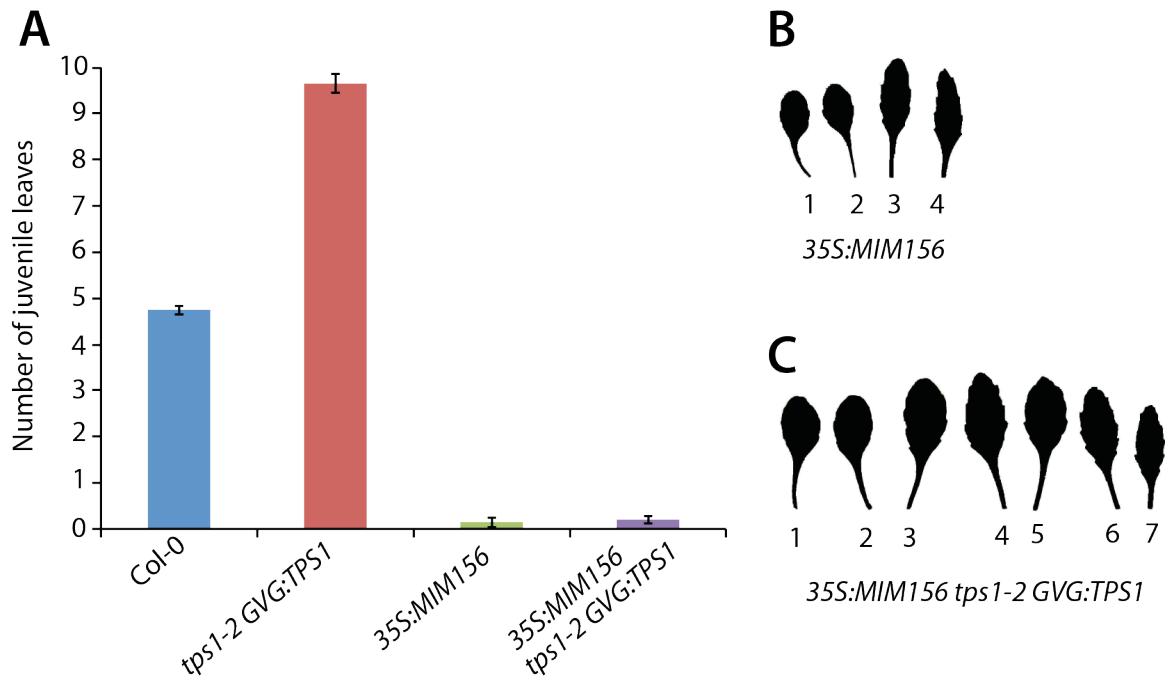 A
Number of juvenile leaves
10
9
8
7
6
5
4
3
2
1
0
Col-0
tps1-2 GVG:TPS1
35S:MIM156
35S:MIM156
tps1-2 GVG:TPS1
B
1 2 3 4
35S:MIM156
C
1 2 3 4 5 6 7
35S:MIM156 tps1-2 GVG:TPS1